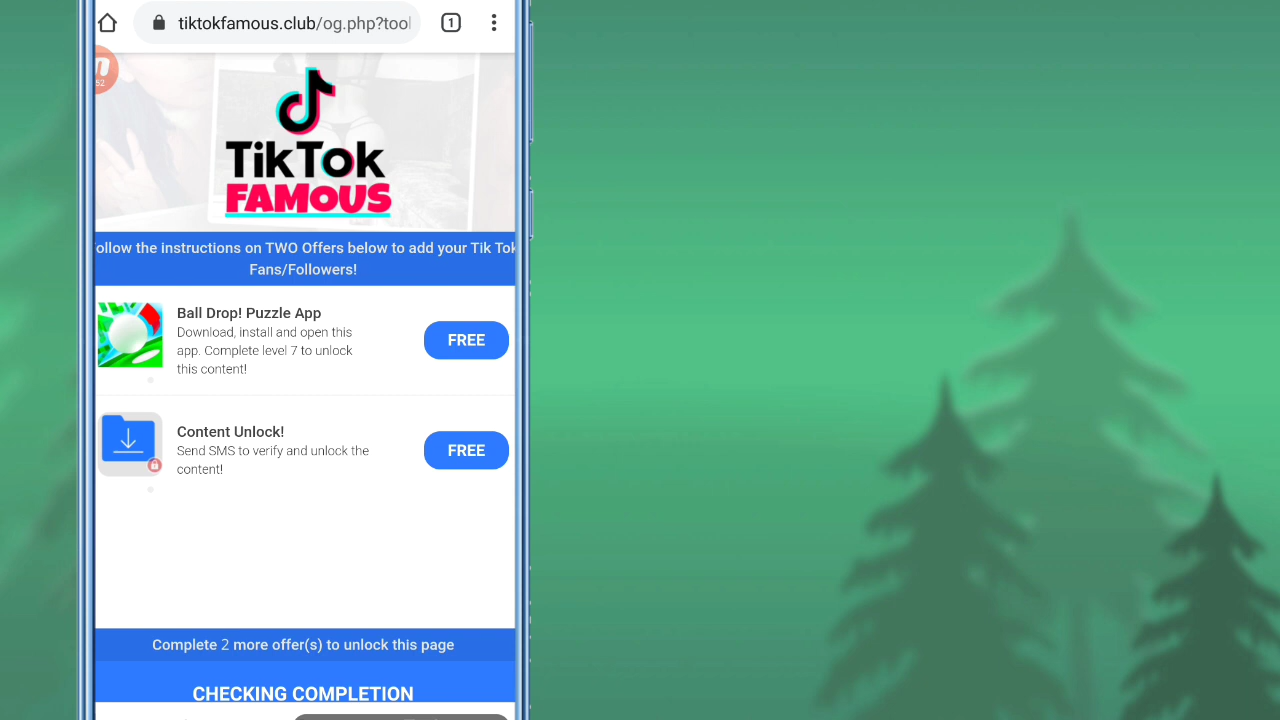 tiktokfamous.club/og.php?tool
1
52
TikTok
FAMOUS
ollow the instructions on TWO Offers below to add your Tik Tok
Fans/Followers!
Ball Drop! Puzzle App
Download, install and open this
app. Complete level 7 to unlock
this content!
FREE
Content Unlock!
Send SMS to verify and unlock the
content!
FREE
Complete 2 more offer(s) to unlock this page
CHECKING COMPLETION